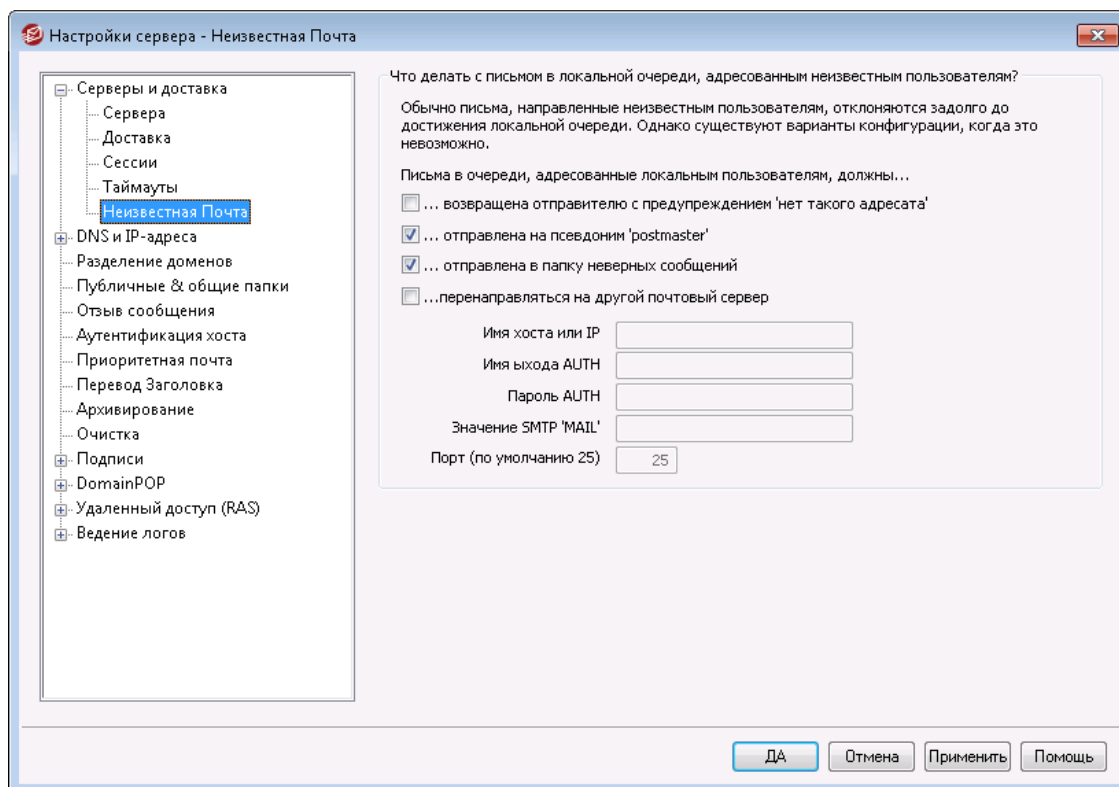 Настройки сервера - Неизвестная Почта
Серверы и доставка
Сервера
Доставка
Сессии
Таймауты
Неизвестная Почта
DNS и IP-адреса
Разделение доменов
Публичные & общие папки
Отзыв сообщения
Аутентификация хоста
Приоритетная почта
Перевод Заголовка
Архивирование
Очистка
Подписи
DomainPOP
Удаленный доступ (RAS)
Ведение логов
Что делать с письмом в локальной очереди, адресованным неизвестным пользователям?
Обычно письма, направленные неизвестным пользователям, отклоняются задолго до
достижения локальной очереди. Однако существуют варианты конфигурации, когда это
невозможно.
Письма в очереди, адресованные локальным пользователям, должны...
... возвращена отправителю с предупреждением 'нет такого адресата'
... отправлена на псевдоним 'postmaster'
... отправлена в папку неверных сообщений
...перенаправляться на другой почтовый сервер
Имя хоста или IP
Имя ыхода AUTH
Пароль AUTH
Значение SMTP 'MAIL'
Порт (по умолчанию 25)
25
ДА
Отмена
Применить
Помощь